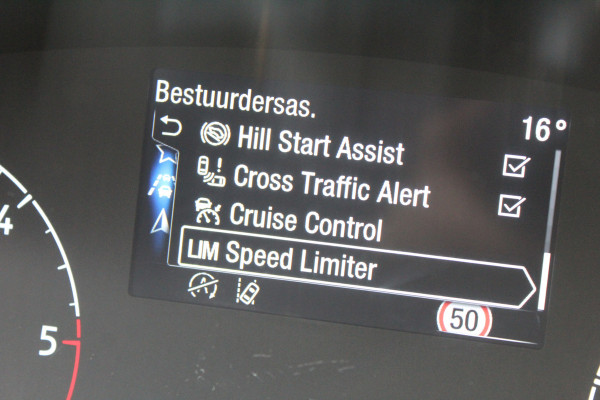 Bestuurdersas.
16°
Hill Start Assist
Cross Traffic Alert
Cruise Control
LIM Speed Limiter
50
4
5